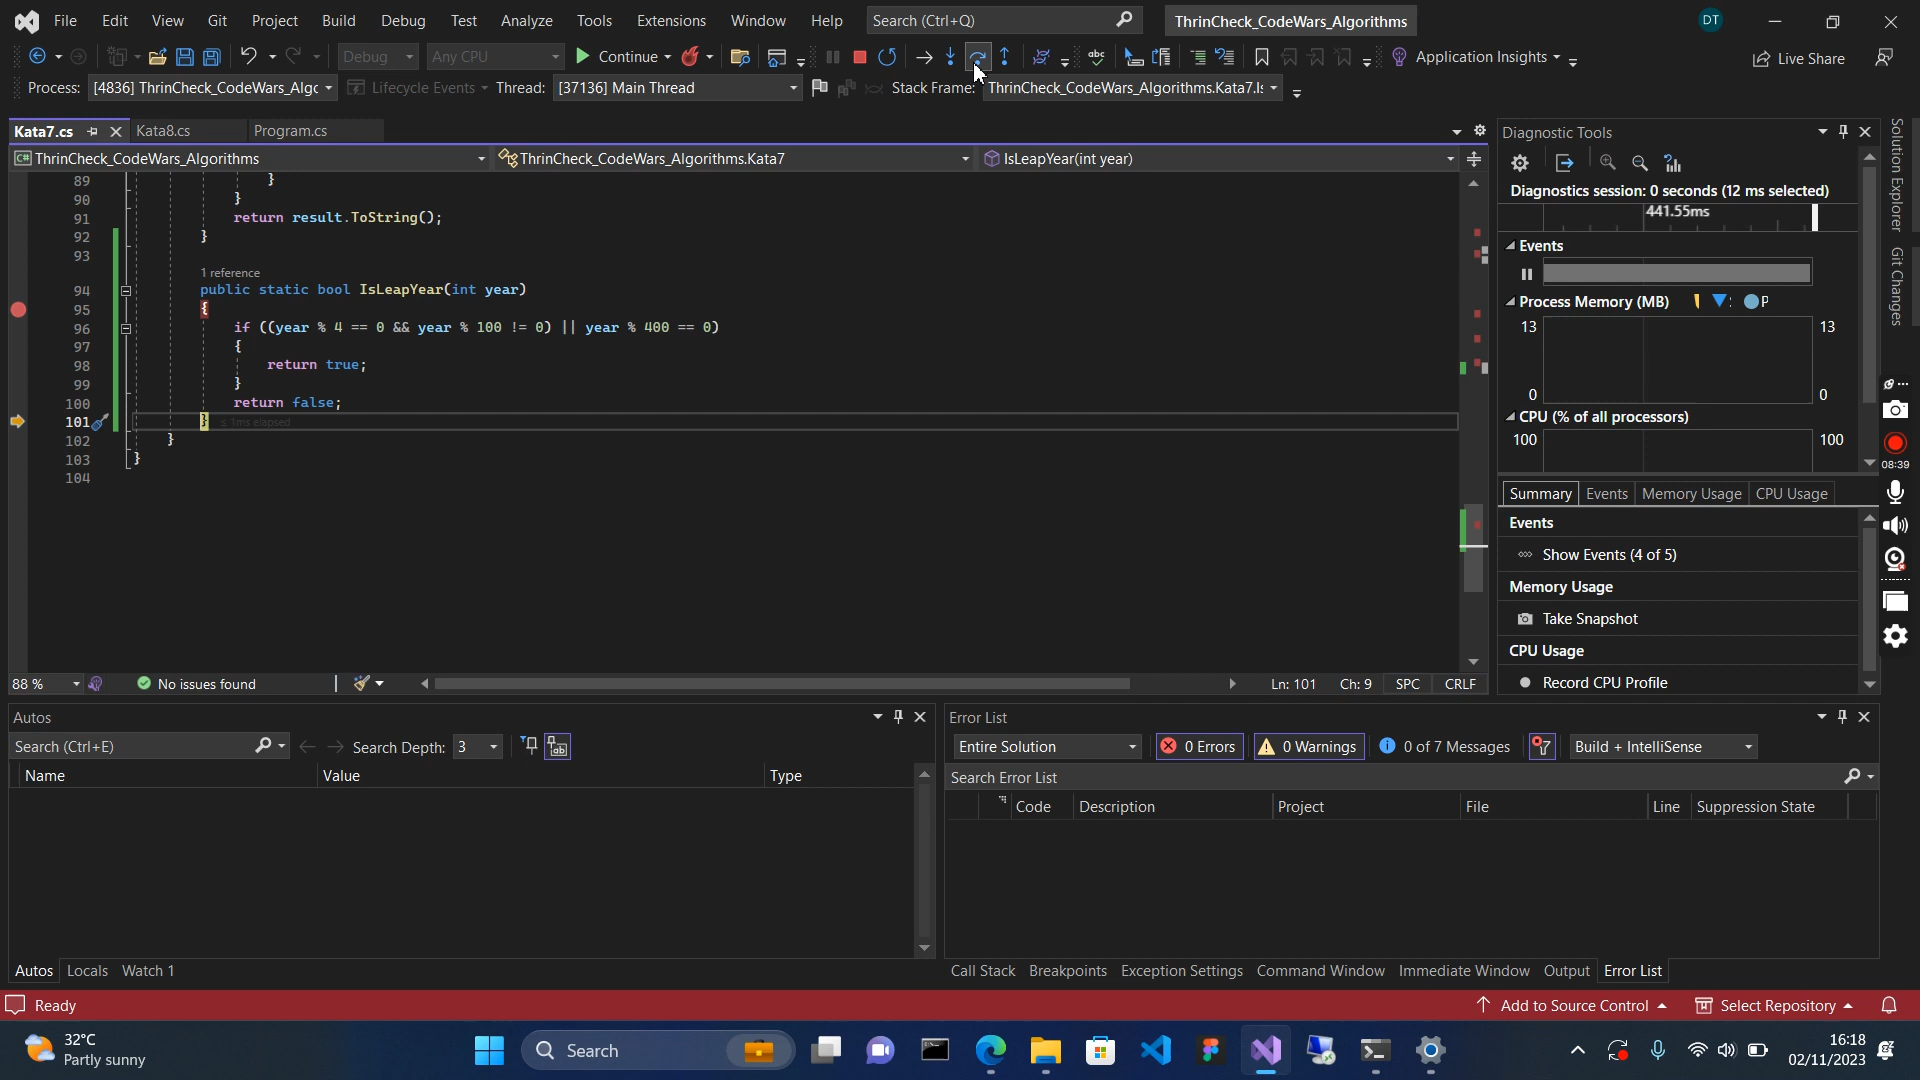 File Edit View Git Project Build Debug Test Analyze Tools Extensions Window Help Search (Ctrl+Q) ThrinCheck_CodeWars_Algorithms DT
Debug Any CPU Continue abc Application Insights Live Share
Process: [4836] ThrinCheck_CodeWars_Algo Lifecycle Events Thread: [37136] Main Thread Stack Frame: ThrinCheck_CodeWars_Algorithms.Kata7.Is
Kata7.cs Kata8.cs Program.cs
C# ThrinCheck_CodeWars_Algorithms ThrinCheck_CodeWars_Algorithms.Kata7 IsLeapYear(int year)
89 }
90 }
91 return result.ToString();
92 }
93
1 reference
94 public static bool IsLeapYear(int year)
95 {
96 if ((year % 4 == 0 && year % 100 != 0) || year % 400 == 0)
97 {
98 return true;
99 }
100 return false;
101 } ≤ 1ms elapsed
102 }
103 }
104
88 % No issues found Ln: 101 Ch: 9 SPC CRLF
Diagnostic Tools
Diagnostics session: 0 seconds (12 ms selected)
441.55ms
Events
Process Memory (MB) P
13 13
0 0
CPU (% of all processors)
100 100
Summary Events Memory Usage CPU Usage
Events
Show Events (4 of 5)
Memory Usage
Take Snapshot
CPU Usage
Record CPU Profile
Solution Explorer
Git Changes
08:39
Autos
Search (Ctrl+E) Search Depth: 3
Name Value Type
Autos Locals Watch 1
Error List
Entire Solution 0 Errors 0 Warnings 0 of 7 Messages Build + IntelliSense
Search Error List
Code Description Project File Line Suppression State
Call Stack Breakpoints Exception Settings Command Window Immediate Window Output Error List
Ready Add to Source Control Select Repository
32°C
Partly sunny
Search
16:18
02/11/2023